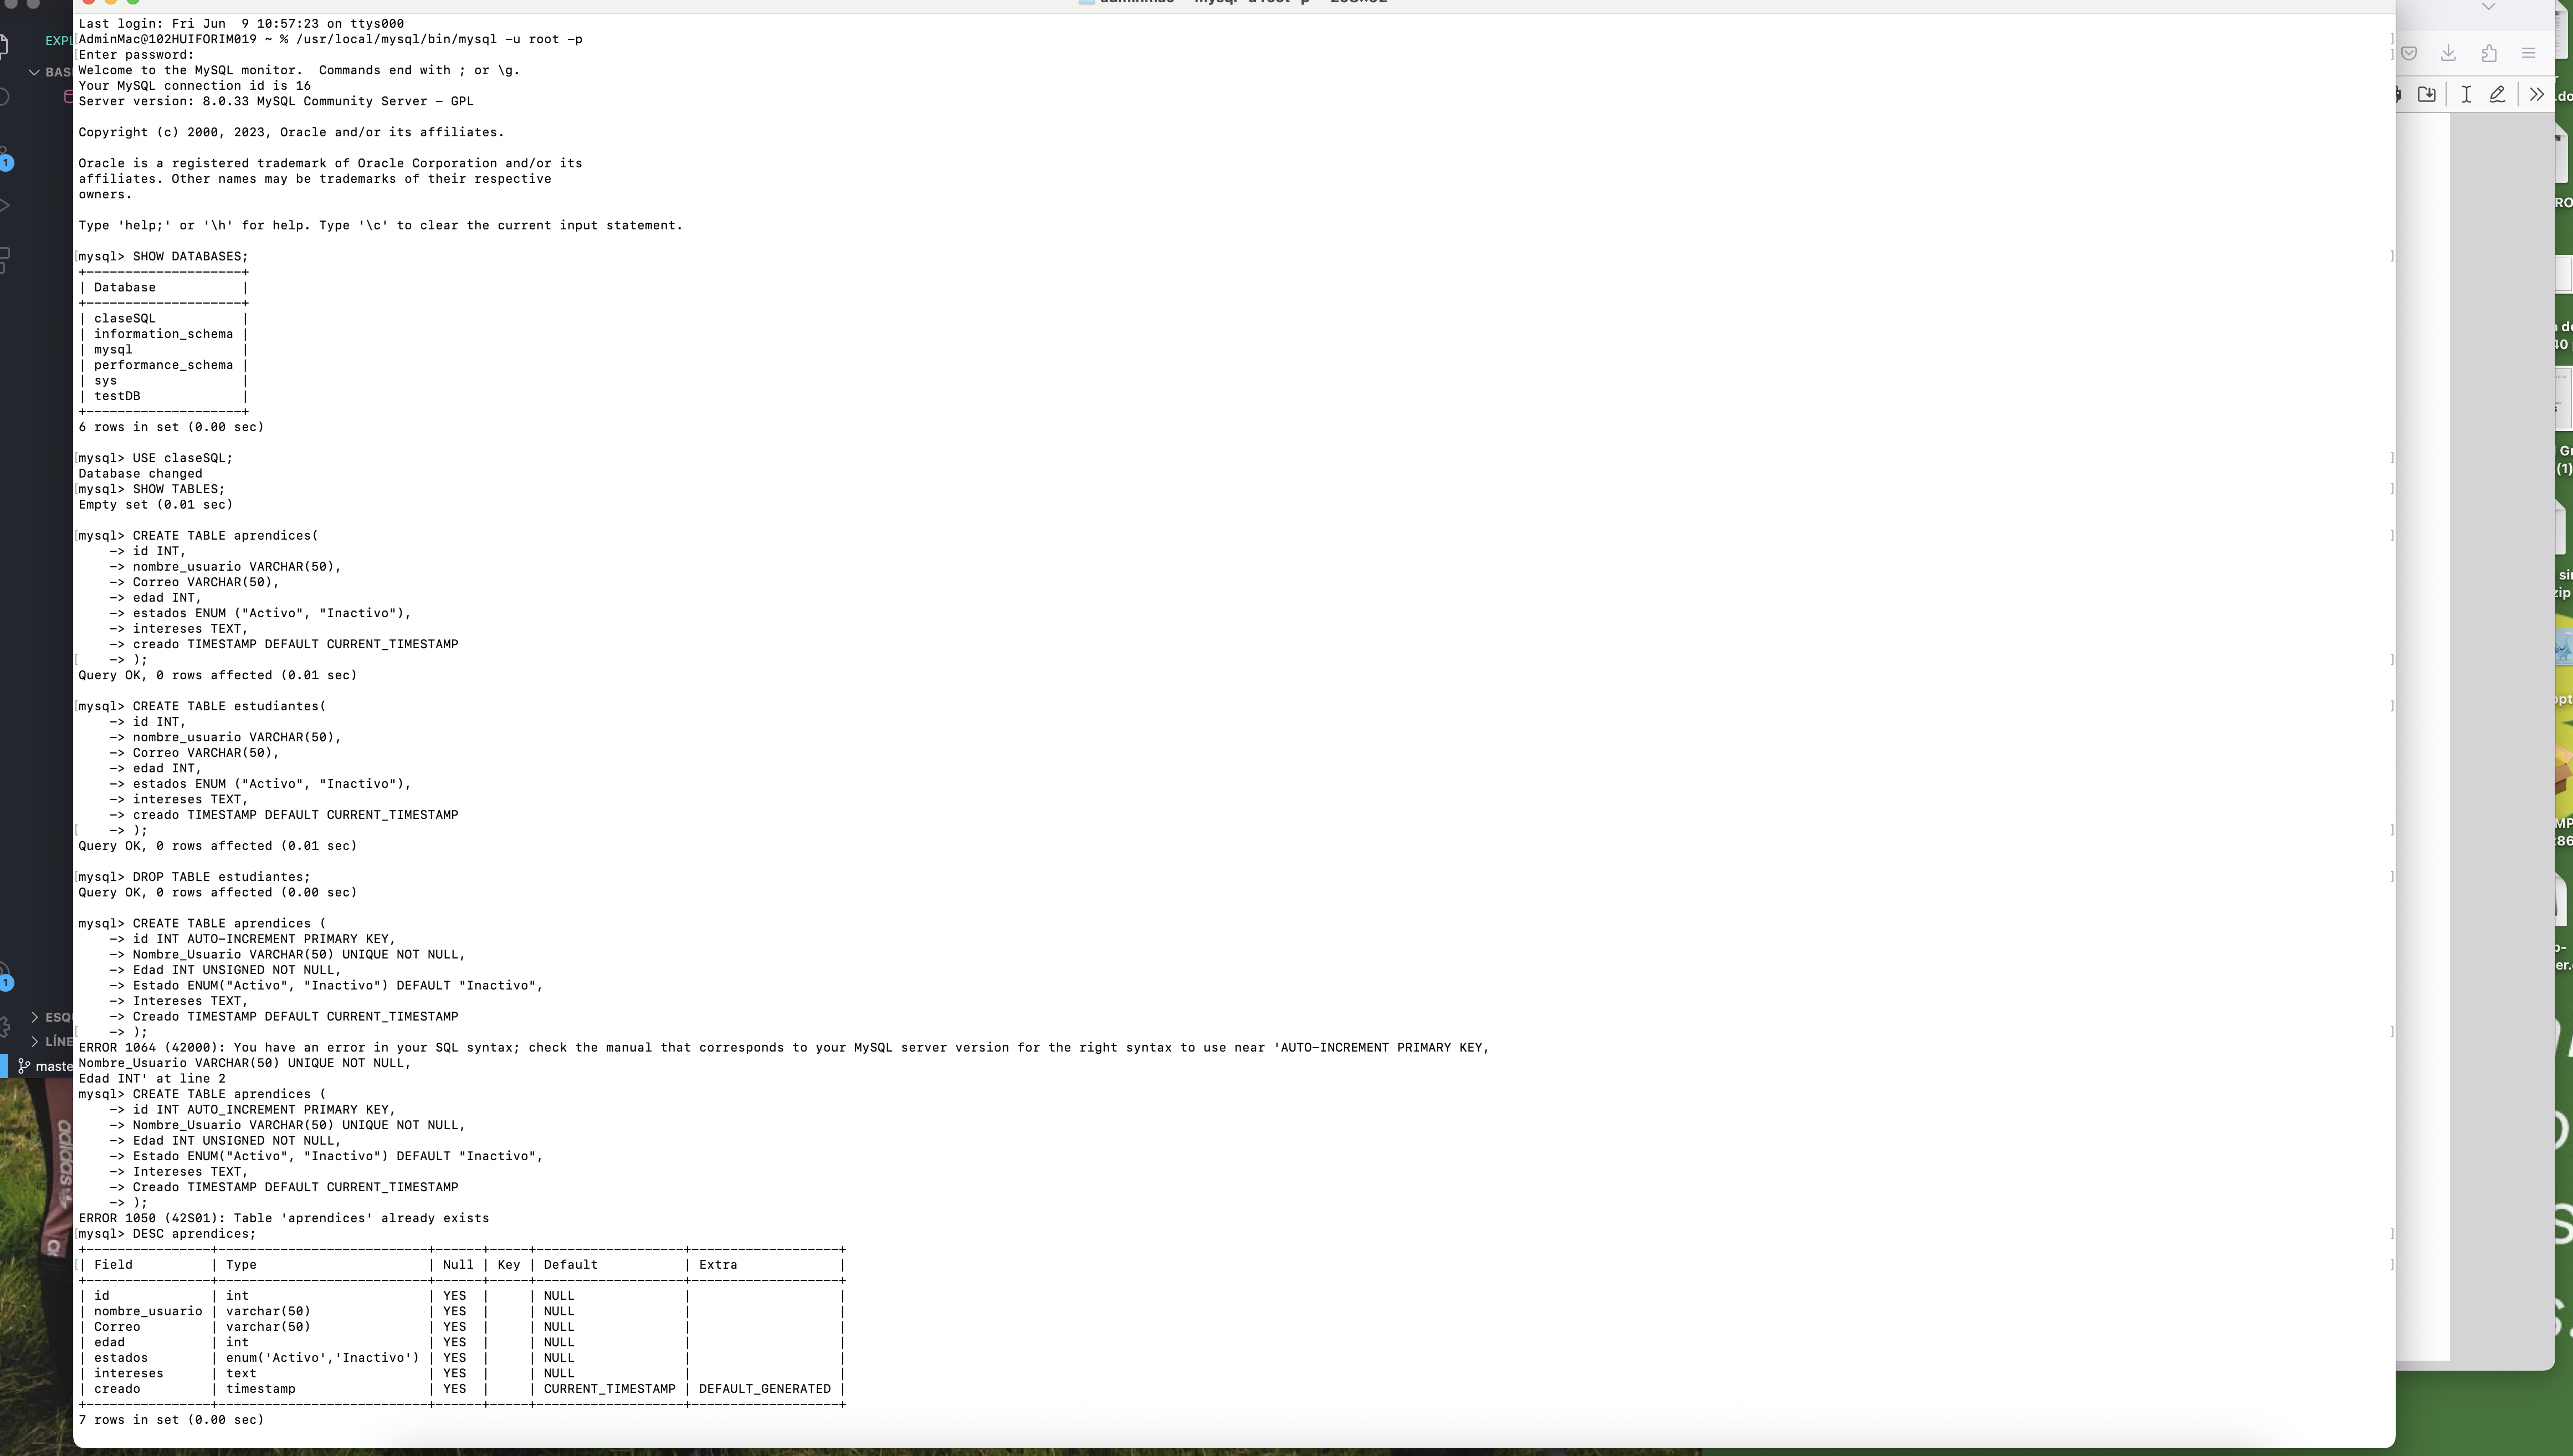 Last login: Fri Jun  9 10:57:23 on ttys000
AdminMac@102HUIFORIM019 ~ % /usr/local/mysql/bin/mysql -u root -p
Enter password:
Welcome to the MySQL monitor.  Commands end with ; or \g.
Your MySQL connection id is 16
Server version: 8.0.33 MySQL Community Server - GPL
Copyright (c) 2000, 2023, Oracle and/or its affiliates.
Oracle is a registered trademark of Oracle Corporation and/or its
affiliates. Other names may be trademarks of their respective
owners.
Type 'help;' or '\h' for help. Type '\c' to clear the current input statement.
mysql> SHOW DATABASES;
+--------------------+
| Database           |
+--------------------+
| claseSQL           |
| information_schema |
| mysql              |
| performance_schema |
| sys                |
| testDB             |
+--------------------+
6 rows in set (0.00 sec)
mysql> USE claseSQL;
Database changed
mysql> SHOW TABLES;
Empty set (0.01 sec)
mysql> CREATE TABLE aprendices(
    -> id INT,
    -> nombre_usuario VARCHAR(50),
    -> Correo VARCHAR(50),
    -> edad INT,
    -> estados ENUM ("Activo", "Inactivo"),
    -> intereses TEXT,
    -> creado TIMESTAMP DEFAULT CURRENT_TIMESTAMP
    -> );
Query OK, 0 rows affected (0.01 sec)
mysql> CREATE TABLE estudiantes(
    -> id INT,
    -> nombre_usuario VARCHAR(50),
    -> Correo VARCHAR(50),
    -> edad INT,
    -> estados ENUM ("Activo", "Inactivo"),
    -> intereses TEXT,
    -> creado TIMESTAMP DEFAULT CURRENT_TIMESTAMP
    -> );
Query OK, 0 rows affected (0.01 sec)
mysql> DROP TABLE estudiantes;
Query OK, 0 rows affected (0.00 sec)
mysql> CREATE TABLE aprendices (
    -> id INT AUTO-INCREMENT PRIMARY KEY,
    -> Nombre_Usuario VARCHAR(50) UNIQUE NOT NULL,
    -> Edad INT UNSIGNED NOT NULL,
    -> Estado ENUM("Activo", "Inactivo") DEFAULT "Inactivo",
    -> Intereses TEXT,
    -> Creado TIMESTAMP DEFAULT CURRENT_TIMESTAMP
    -> );
ERROR 1064 (42000): You have an error in your SQL syntax; check the manual that corresponds to your MySQL server version for the right syntax to use near 'AUTO-INCREMENT PRIMARY KEY,
Nombre_Usuario VARCHAR(50) UNIQUE NOT NULL,
Edad INT' at line 2
mysql> CREATE TABLE aprendices (
    -> id INT AUTO_INCREMENT PRIMARY KEY,
    -> Nombre_Usuario VARCHAR(50) UNIQUE NOT NULL,
    -> Edad INT UNSIGNED NOT NULL,
    -> Estado ENUM("Activo", "Inactivo") DEFAULT "Inactivo",
    -> Intereses TEXT,
    -> Creado TIMESTAMP DEFAULT CURRENT_TIMESTAMP
    -> );
ERROR 1050 (42S01): Table 'aprendices' already exists
mysql> DESC aprendices;
+----------------+---------------------------+------+-----+-------------------+-------------------+
| Field          | Type                      | Null | Key | Default           | Extra             |
+----------------+---------------------------+------+-----+-------------------+-------------------+
| id             | int                       | YES  |     | NULL              |                   |
| nombre_usuario | varchar(50)               | YES  |     | NULL              |                   |
| Correo         | varchar(50)               | YES  |     | NULL              |                   |
| edad           | int                       | YES  |     | NULL              |                   |
| estados        | enum('Activo','Inactivo') | YES  |     | NULL              |                   |
| intereses      | text                      | YES  |     | NULL              |                   |
| creado         | timestamp                 | YES  |     | CURRENT_TIMESTAMP | DEFAULT_GENERATED |
+----------------+---------------------------+------+-----+-------------------+-------------------+
7 rows in set (0.00 sec)
EXPL
BAS
ESQU
LÍNE
maste
adidas
(1)
zip